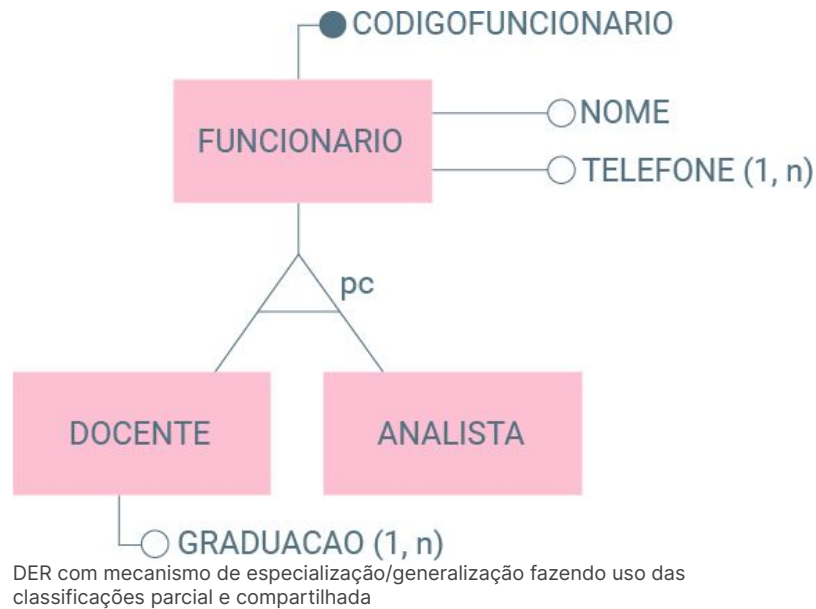 CODIGOFUNCIONARIO
FUNCIONARIO
NOME
TELEFONE (1, n)
pc
DOCENTE
ANALISTA
GRADUACAO (1, n)
DER com mecanismo de especialização/generalização fazendo uso das
classificações parcial e compartilhada